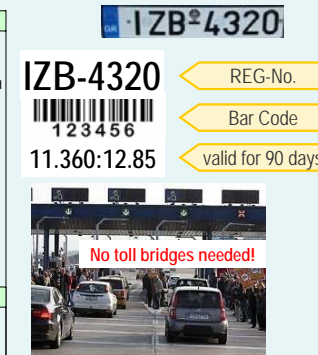 GR IZB 4320
IZB-4320
REG-No.
Bar Code
123456
11.360:12.85
valid for 90 days
No toll bridges needed!